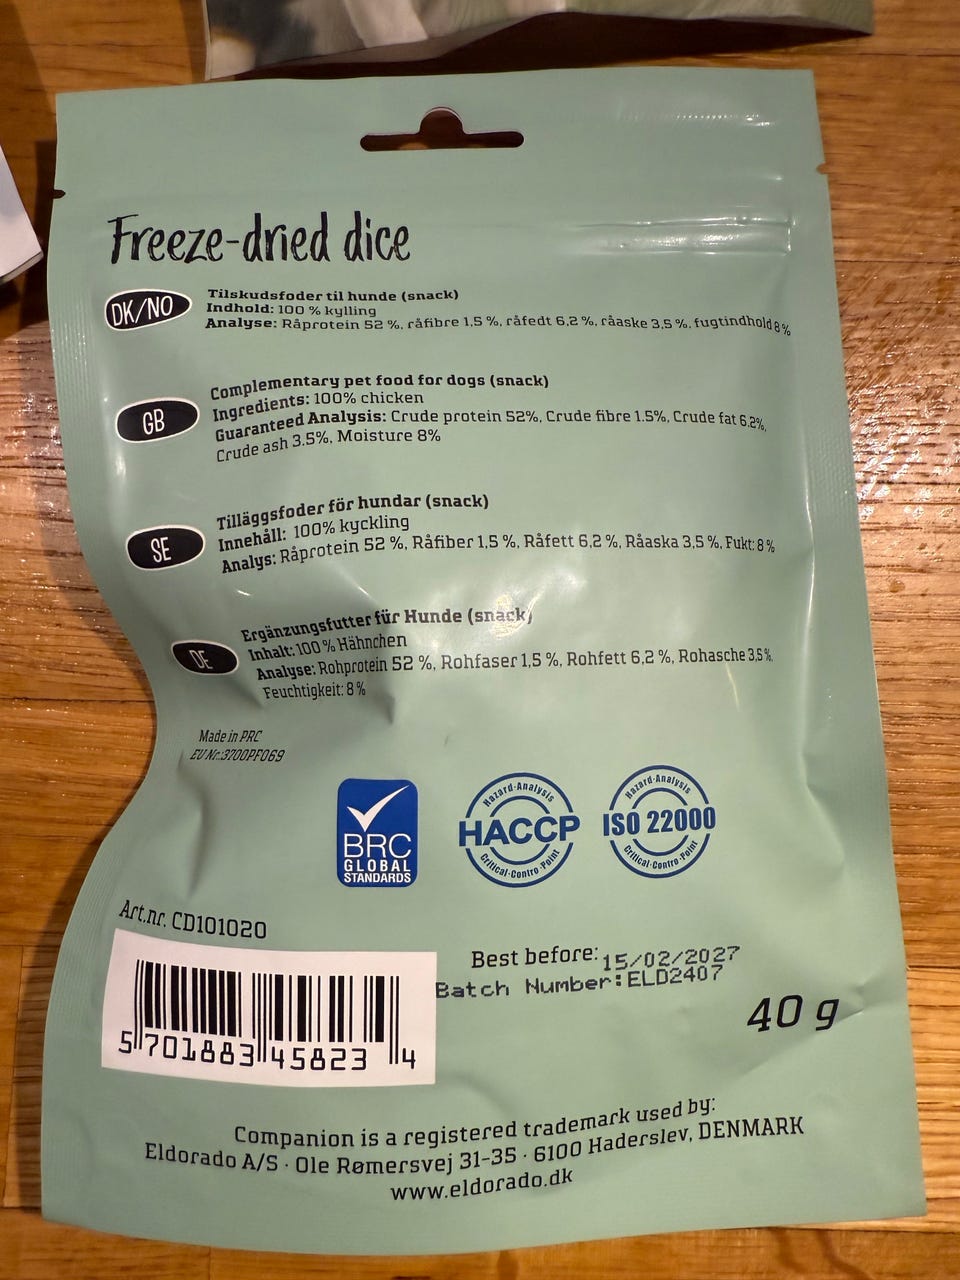 Freeze-dried dice
DK/NO
Tilskudsfoder til hunde (snack)
Indhold: 100 % kylling
Analyse: Råprotein 52 %, råfibre 1,5 %, råfedt 6,2 %, råaske 3,5 %, fugtindhold 8 %
GB
Complementary pet food for dogs (snack)
Ingredients: 100% chicken
Guaranteed Analysis: Crude protein 52%, Crude fibre 1.5%, Crude fat 6.2%,
Crude ash 3.5%, Moisture 8%
SE
Tilläggsfoder för hundar (snack)
Innehåll: 100% kyckling
Analys: Råprotein 52 %, Råfiber 1,5 %, Råfett 6,2 %, Råaska 3,5 %, Fukt: 8 %
DE
Ergänzungsfutter für Hunde (snack)
Inhalt: 100 % Hähnchen
Analyse: Rohprotein 52 %, Rohfaser 1,5 %, Rohfett 6,2 %, Rohasche 3,5 %,
Feuchtigkeit: 8 %
Made in PRC
EU Nr.:3700PF069
BRC
GLOBAL
STANDARDS
Hazard-Analysis
HACCP
Critical-Contro-Point
Hazard-Analysis
ISO 22000
Critical-Contro-Point
Art.nr. CD101020
5 701883 45823 4
Best before: 15/02/2027
Batch Number:ELD2407
40 g
Companion is a registered trademark used by:
Eldorado A/S · Ole Rømersvej 31-35 · 6100 Haderslev, DENMARK
www.eldorado.dk